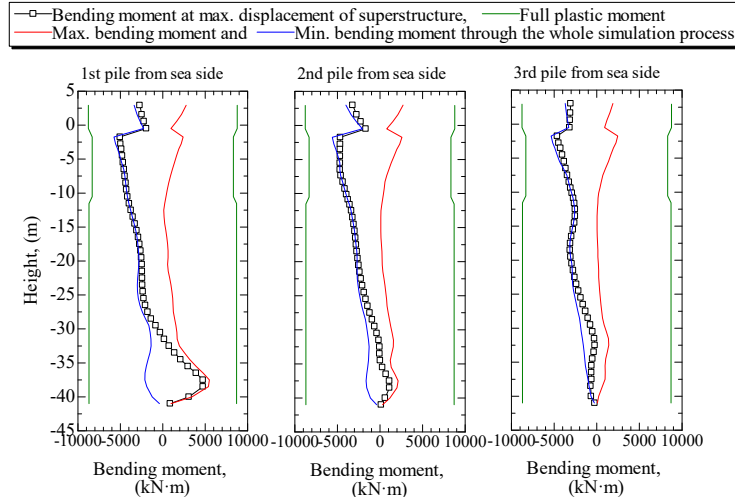 Bending moment at max. displacement of superstructure, Full plastic moment
Max. bending moment and Min. bending moment through the whole simulation process
1st pile from sea side 2nd pile from sea side 3rd pile from sea side
5
0
-5
-10
-15
-20
-25
-30
-35
-40
-45
Height, (m)
-10000 -5000 0 5000 10000
-10000 -5000 0 5000 10000
-10000 -5000 0 5000 10000
Bending moment, Bending moment, Bending moment,
(kN·m) (kN·m) (kN·m)